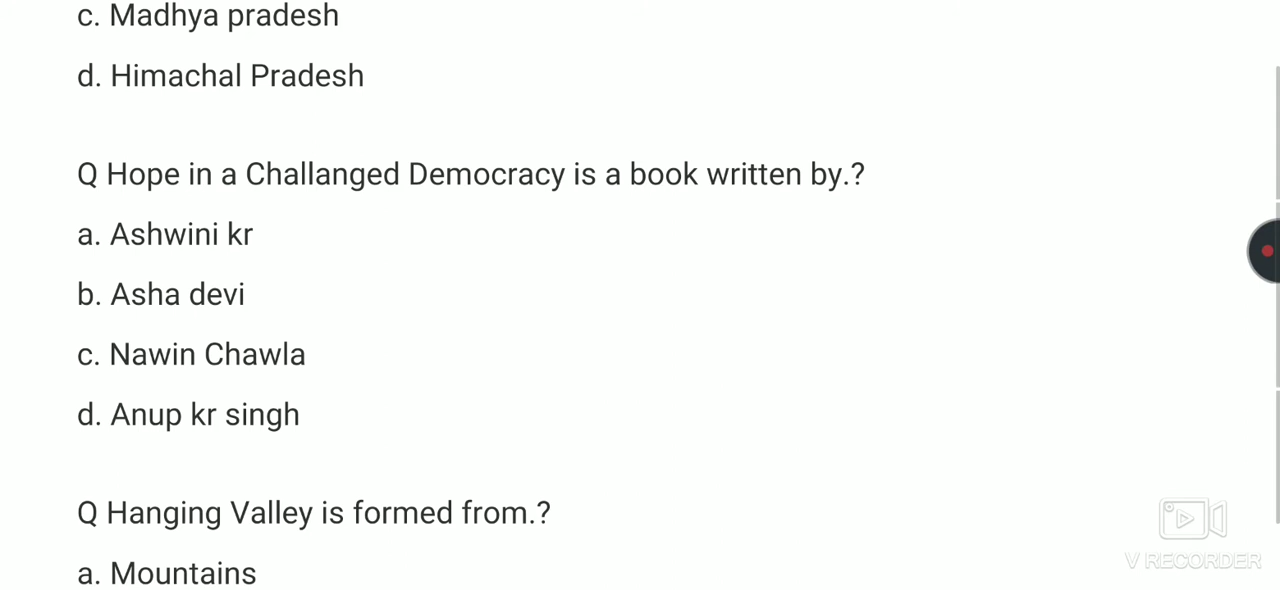 c. Madhya pradesh
d. Himachal Pradesh
Q Hope in a Challanged Democracy is a book written by.?
a. Ashwini kr
b. Asha devi
c. Nawin Chawla
d. Anup kr singh
Q Hanging Valley is formed from.?
a. Mountains
V RECORDER